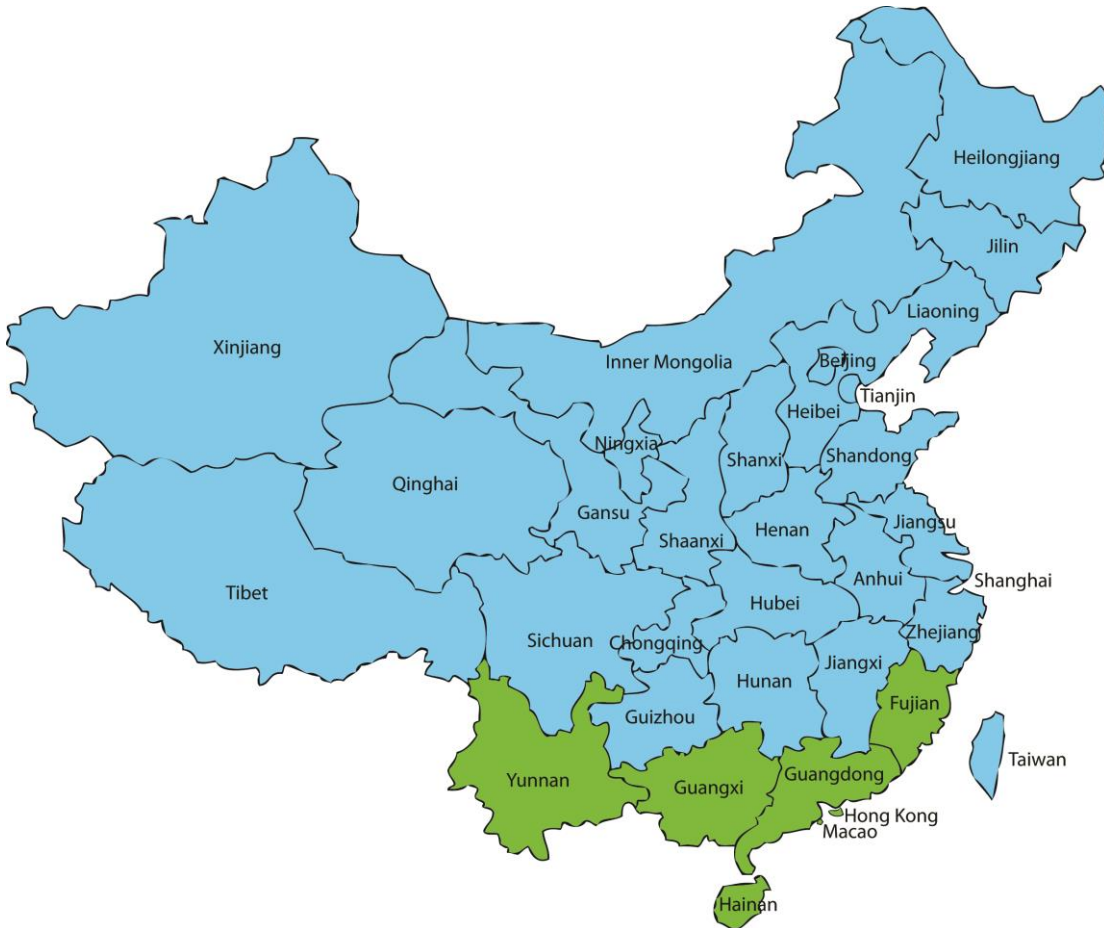 Heilongjiang
Jilin
Liaoning
Xinjiang
Inner Mongolia
Beijing
Tianjin
Heibei
Ningxia
Shanxi
Shandong
Qinghai
Gansu
Jiangsu
Henan
Shaanxi
Anhui
Shanghai
Tibet
Hubei
Zhejiang
Sichuan
Chongqing
Jiangxi
Hunan
Fujian
Guizhou
Taiwan
Yunnan
Guangxi
Guangdong
Hong Kong
Macao
Hainan